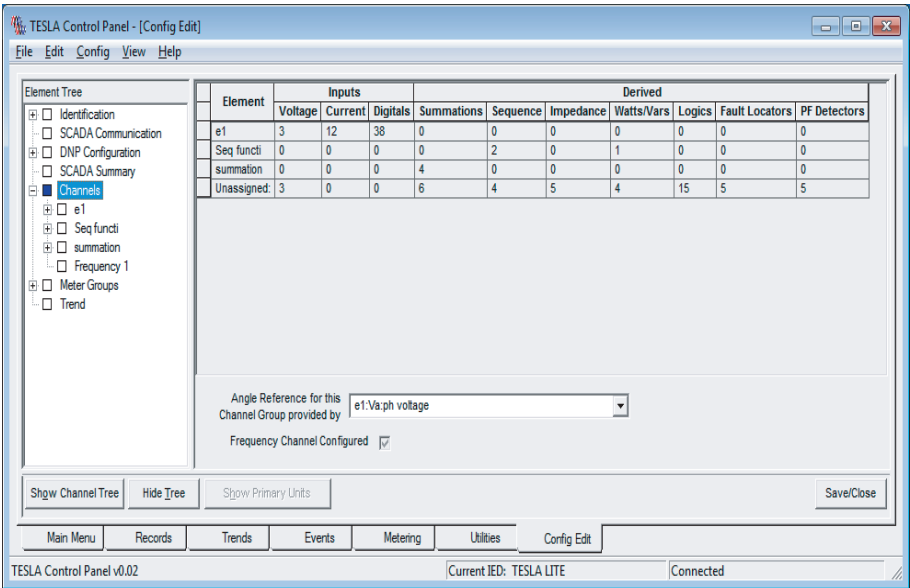 TESLA Control Panel - [Config Edit]
File Edit Config View Help
Element Tree
Identification
SCADA Communication
DNP Configuration
SCADA Summary
Channels
e1
Seq functi
summation
Frequency 1
Meter Groups
Trend
Element Inputs Derived
Voltage Current Digitals Summations Sequence Impedance Watts/Vars Logics Fault Locators PF Detectors
e1 3 12 38 0 0 0 0 0 0 0
Seq functi 0 0 0 0 2 0 1 0 0 0
summation 0 0 0 4 0 0 0 0 0 0
Unassigned: 3 0 0 6 4 5 4 15 5 5
Angle Reference for this
Channel Group provided by
e1:Va:ph voltage
Frequency Channel Configured
Show Channel Tree Hide Tree Show Primary Units Save/Close
Main Menu Records Trends Events Metering Utilities Config Edit
TESLA Control Panel v0.02 Current IED: TESLA LITE Connected